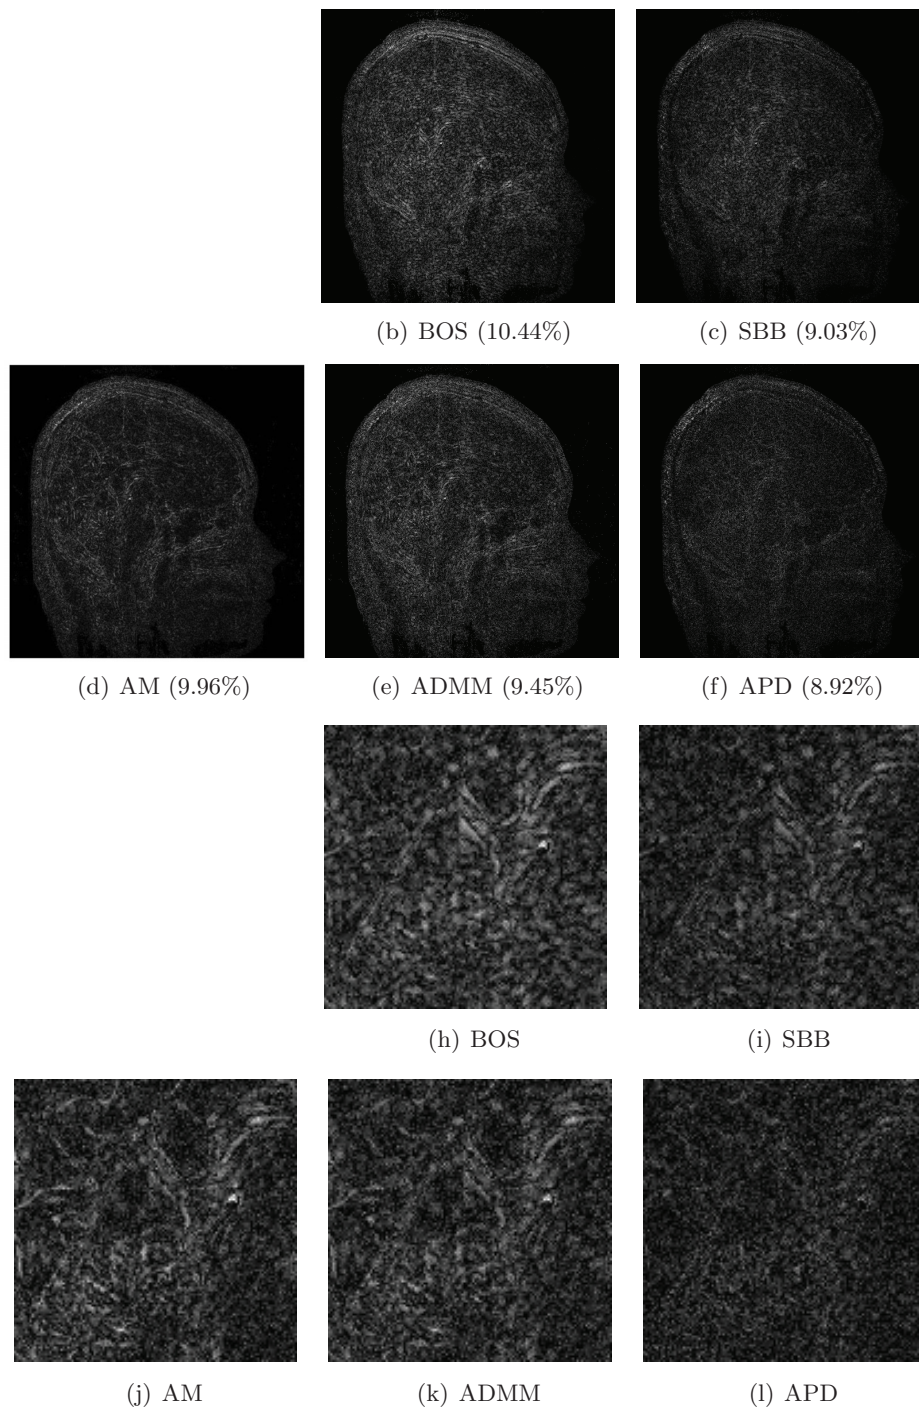 (b) BOS (10.44%)
(c) SBB (9.03%)
(d) AM (9.96%)
(e) ADMM (9.45%)
(f) APD (8.92%)
(h) BOS
(i) SBB
(j) AM
(k) ADMM
(l) APD